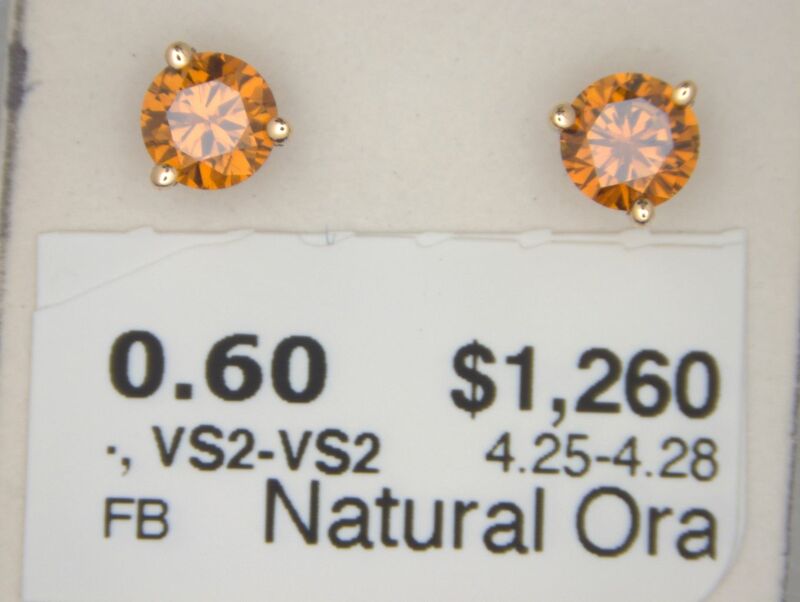 0.60 $1,260
·, VS2-VS2 4.25-4.28
FB Natural Ora